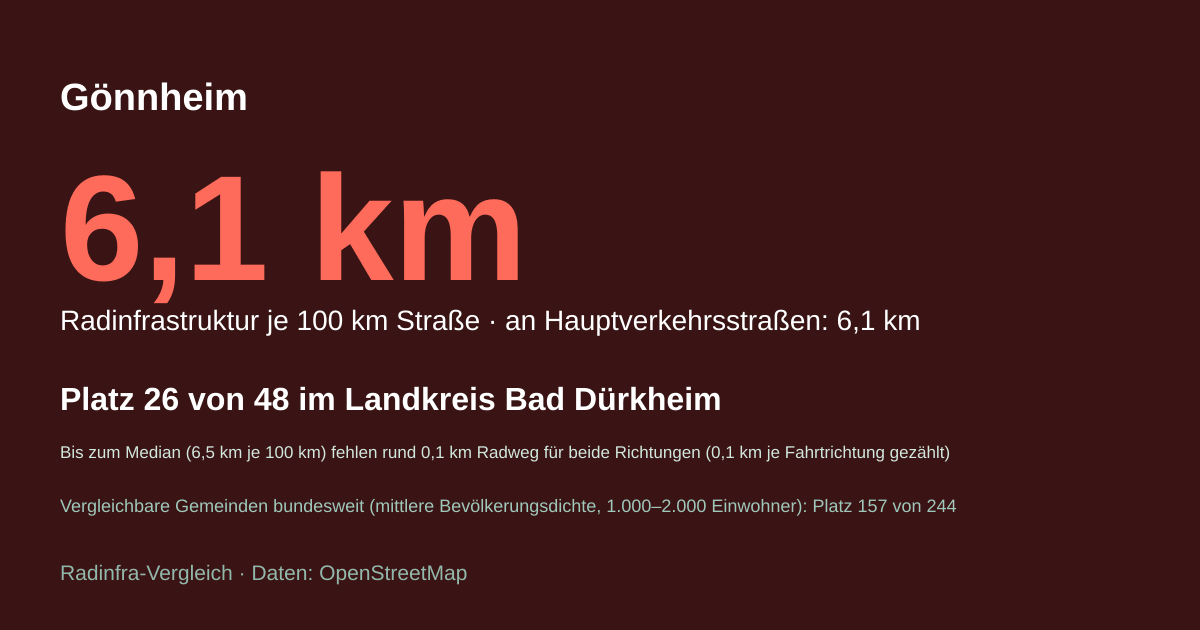 Gönnheim
6,1 km
Radinfrastruktur je 100 km Straße · an Hauptverkehrsstraßen: 6,1 km
Platz 26 von 48 im Landkreis Bad Dürkheim
Bis zum Median (6,5 km je 100 km) fehlen rund 0,1 km Radweg für beide Richtungen (0,1 km je Fahrtrichtung gezählt)
Vergleichbare Gemeinden bundesweit (mittlere Bevölkerungsdichte, 1.000–2.000 Einwohner): Platz 157 von 244
Radinfra-Vergleich · Daten: OpenStreetMap